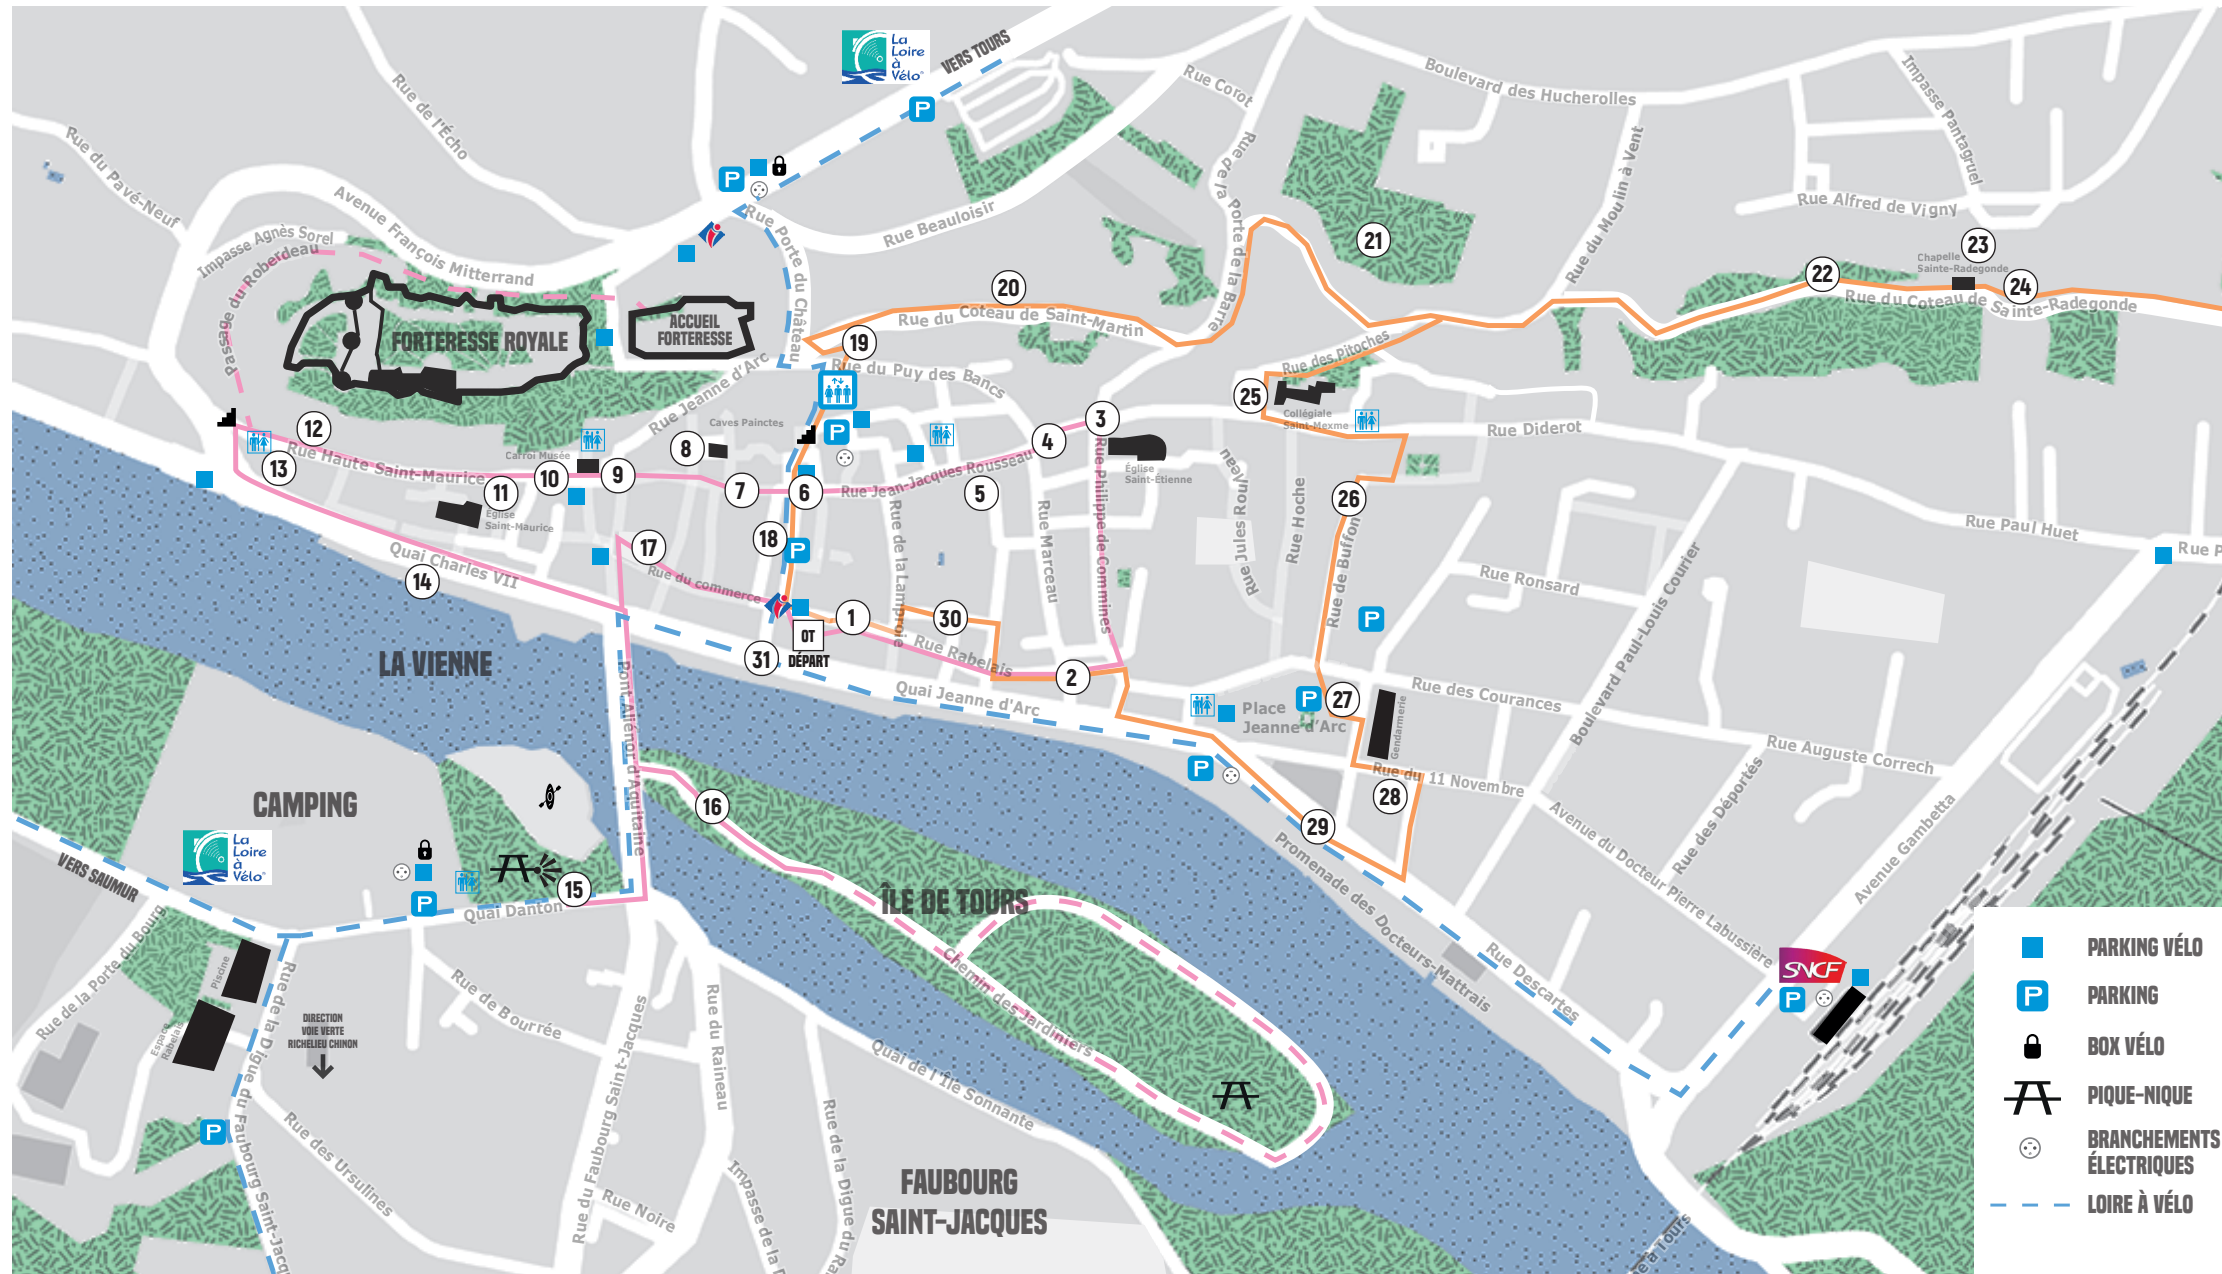 La
Loire
à
Vélo
VERS TOURS
Rue Corot
Boulevard des Hucherolles
Impasse Pantagruel
Rue de l'Écho
Rue du Pavé-Neuf
Rue de la Porte de la Barre
Rue du Moulin à Vent
Rue Alfred de Vigny
Avenue François Mitterrand
Impasse Agnès Sorel
Passage du Roberdeau
Rue Porte du Château
Rue Beauloisir
21
23
Chapelle
Sainte-Radegonde
22
24
20
Rue du Coteau de Saint-Martin
Rue du Coteau de Sainte-Radegonde
FORTERESSE ROYALE
ACCUEIL
FORTERESSE
19
Rue des Pitoches
Rue du Puy des Bancs
Rue Jeanne d'Arc
25
Collégiale
Saint-Mexme
Rue Diderot
3
4
Caves Painctes
8
12
13
Rue Haute Saint-Maurice
Carroi Musée
10
9
11
Église
Saint-Maurice
7
6
Rue Jean-Jacques Rousseau
5
Église
Saint-Étienne
Rue Philippe de Commines
Rue Jules Roulveau
Rue Hoche
26
Rue de Buffon
Rue Marceau
Rue de la Lamproie
Rue Paul Huet
Rue P
Rue Ronsard
Boulevard Paul-Louis Courier
Quai Charles VII
14
17
18
Rue du commerce
P
1
30
OT
DÉPART
31
Rue Rabelais
2
LA VIENNE
Pont Aliénor d'Aquitaine
Quai Jeanne d'Arc
Place
Jeanne d'Arc
27
Gendarmerie
Rue des Courances
Rue Auguste Correch
Rue du 11 Novembre
28
29
Rue des Déportés
Avenue du Docteur Pierre Labussière
Avenue Gambetta
Promenade des Docteurs-Mattrais
Rue Descartes
CAMPING
La
Loire
à
Vélo
VERS SAUMUR
16
15
Quai Danton
ÎLE DE TOURS
Chemin des Jardiniers
Piscine
Espace
Rabelais
Rue de la Porte du Bourg
Rue de la Digue du Faubourg Saint-Jacq
DIRECTION
VOIE VERTE
RICHELIEU CHINON
Rue de Bourrée
Rue du Faubourg Saint-Jacques
Rue du Raineau
Quai de l'Île Sonnante
Rue des Ursulines
Rue Noire
Impasse de la
Rue de la Digue du Ra
FAUBOURG
SAINT-JACQUES
SNCF
à Tours
PARKING VÉLO
P PARKING
BOX VÉLO
PIQUE-NIQUE
BRANCHEMENTS
ÉLECTRIQUES
LOIRE À VÉLO